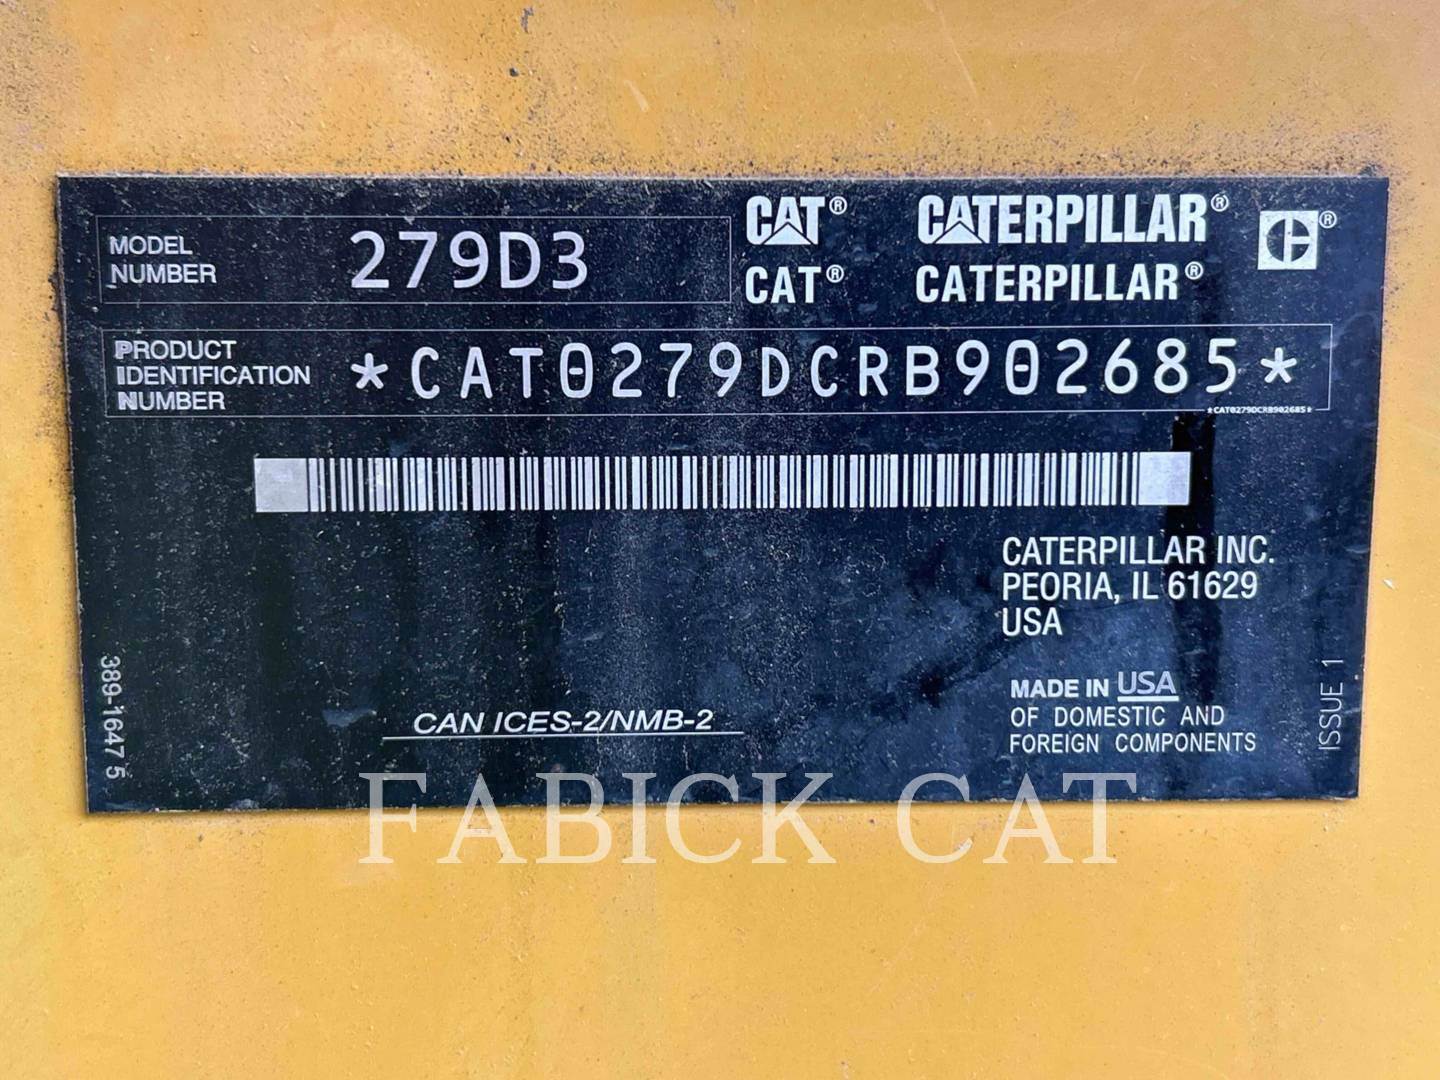 MODEL
NUMBER
279D3
CAT® CATERPILLAR®
CAT® CATERPILLAR®
PRODUCT
IDENTIFICATION
NUMBER
*CAT0279DCRB902685*
*CAT0279DCRB902685*
CATERPILLAR INC.
PEORIA, IL 61629
USA
MADE IN USA
OF DOMESTIC AND
FOREIGN COMPONENTS
ISSUE 1
389-1647 5
CAN ICES-2/NMB-2
FABICK CAT